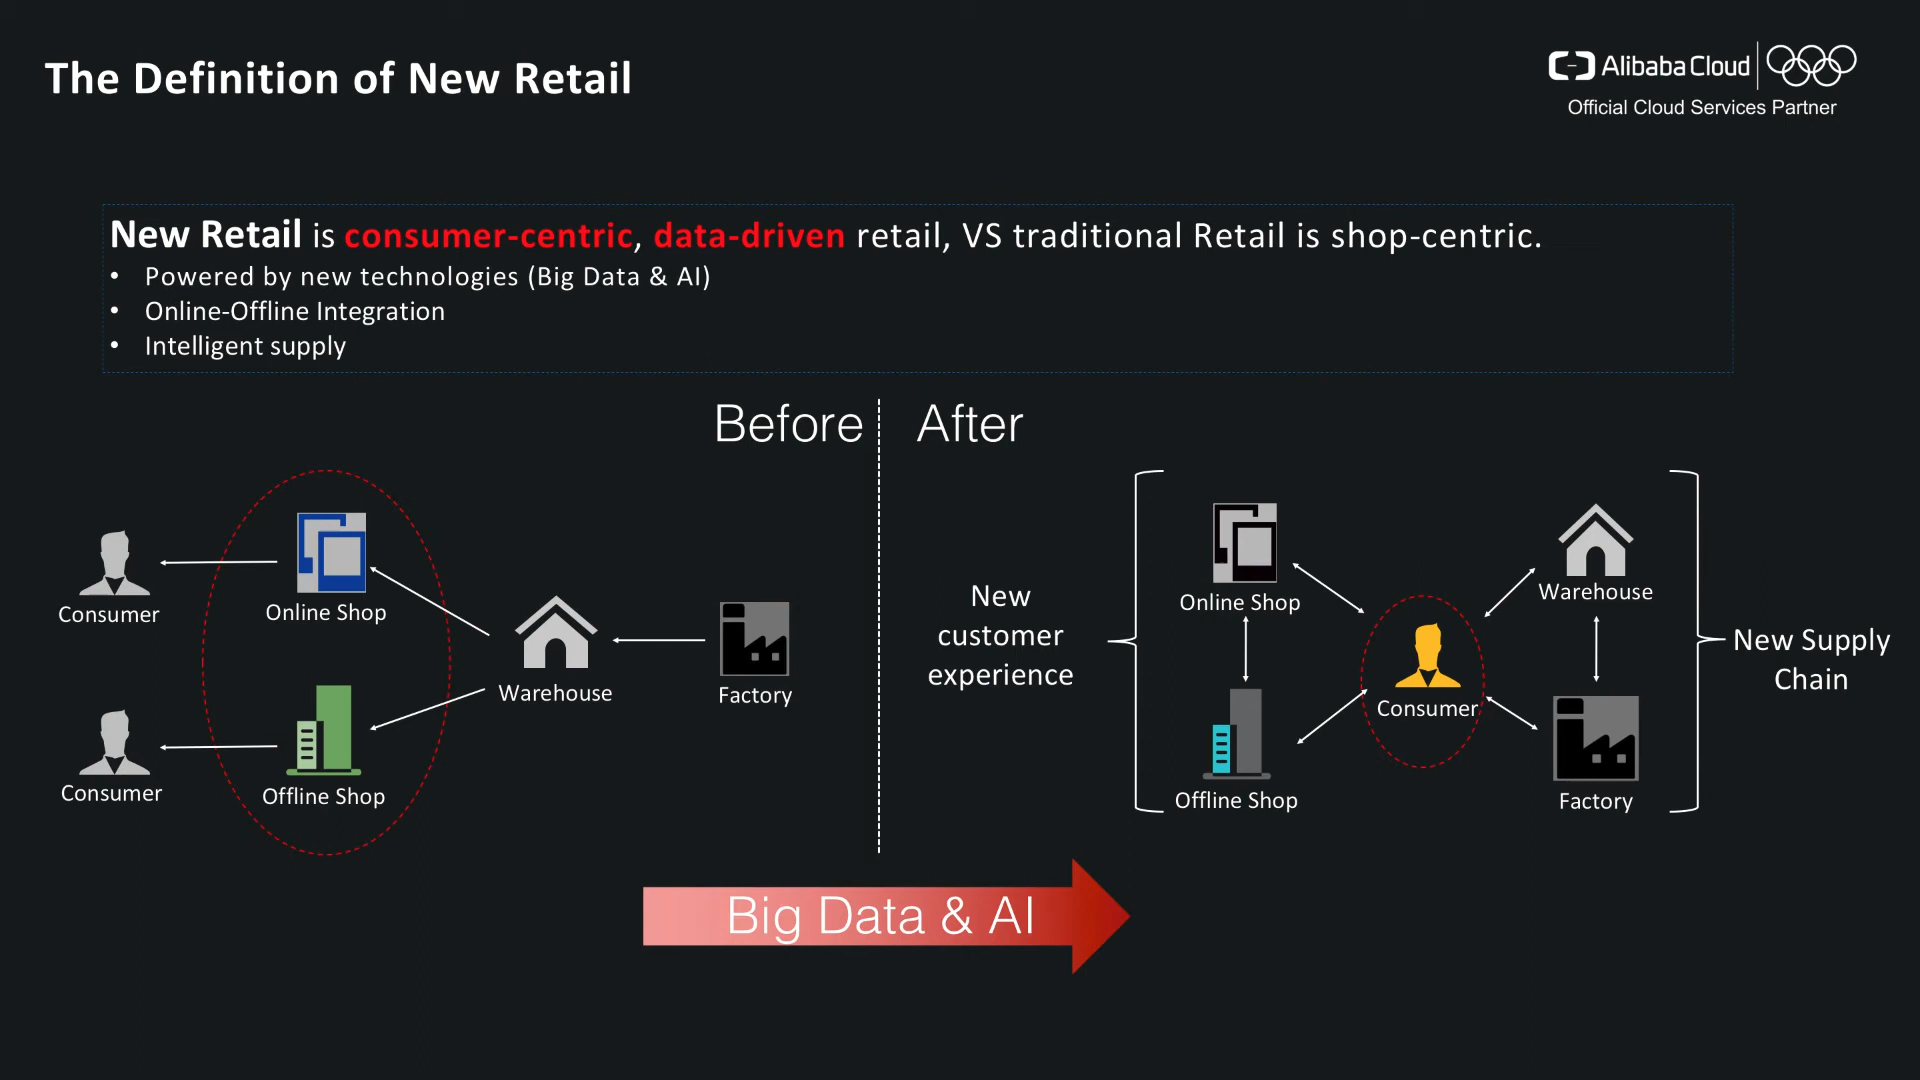 The Definition of New Retail
Alibaba Cloud
Official Cloud Services Partner
New Retail is consumer-centric, data-driven retail, VS traditional Retail is shop-centric.
• Powered by new technologies (Big Data & AI)
• Online-Offline Integration
• Intelligent supply
Before
After
Consumer
Online Shop
Consumer
Offline Shop
Warehouse
Factory
New
customer
experience
Online Shop
Offline Shop
Consumer
Warehouse
Factory
New Supply
Chain
Big Data & AI